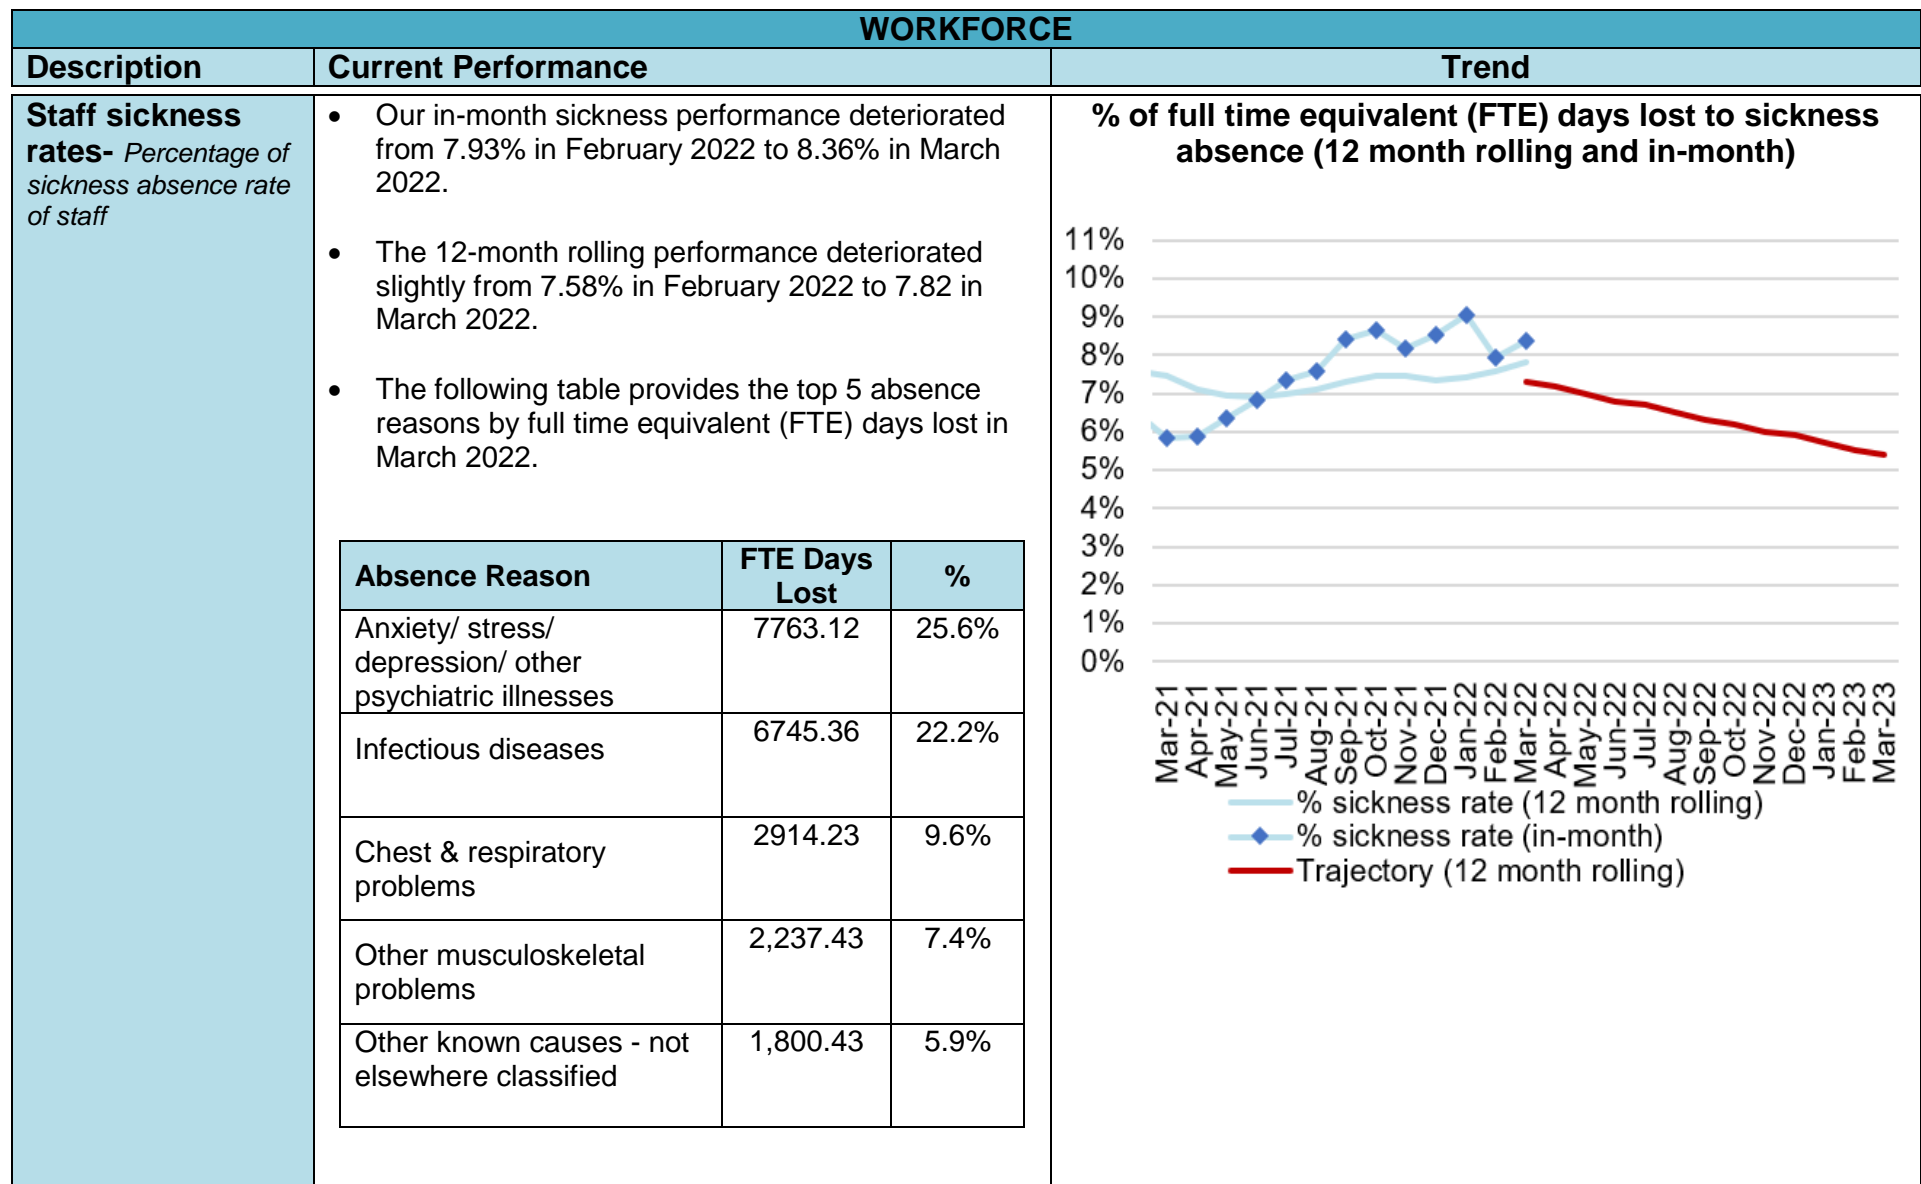 WORKFORCE
Description
Current Performance
Trend
Staff sickness
rates- Percentage of
sickness absence rate
of staff
• Our in-month sickness performance deteriorated
from 7.93% in February 2022 to 8.36% in March
2022.
• The 12-month rolling performance deteriorated
slightly from 7.58% in February 2022 to 7.82 in
March 2022.
• The following table provides the top 5 absence
reasons by full time equivalent (FTE) days lost in
March 2022.
Absence Reason
FTE Days
Lost
%
Anxiety/ stress/
depression/ other
psychiatric illnesses
7763.12
25.6%
Infectious diseases
6745.36
22.2%
Chest & respiratory
problems
2914.23
9.6%
Other musculoskeletal
problems
2,237.43
7.4%
Other known causes - not
elsewhere classified
1,800.43
5.9%
% of full time equivalent (FTE) days lost to sickness
absence (12 month rolling and in-month)
11%
10%
9%
8%
7%
6%
5%
4%
3%
2%
1%
0%
Mar-21
Apr-21
May-21
Jun-21
Jul-21
Aug-21
Sep-21
Oct-21
Nov-21
Dec-21
Jan-22
Feb-22
Mar-22
Apr-22
May-22
Jun-22
Jul-22
Aug-22
Sep-22
Oct-22
Nov-22
Dec-22
Jan-23
Feb-23
Mar-23
% sickness rate (12 month rolling)
% sickness rate (in-month)
Trajectory (12 month rolling)